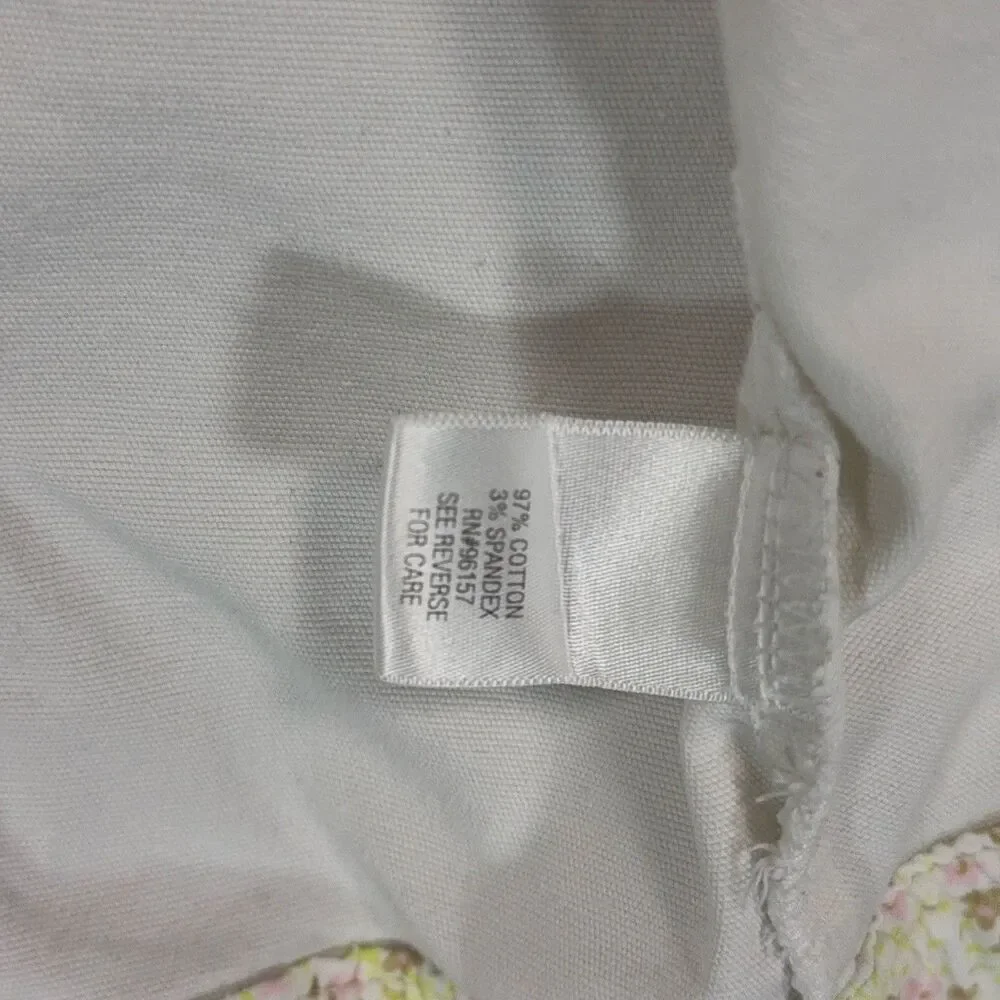 97% COTTON
3% SPANDEX
RN#96157
SEE REVERSE
FOR CARE